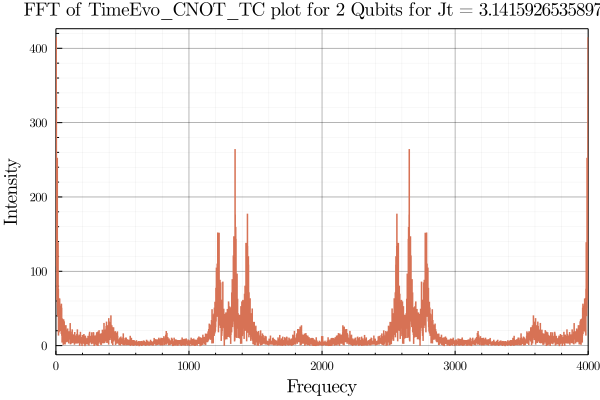 FFT of TimeEvo_CNOT_TC plot for 2 Qubits for Jt = 3.1415926535897
400
300
200
100
0
Intensity
0 1000 2000 3000 4000
Frequecy